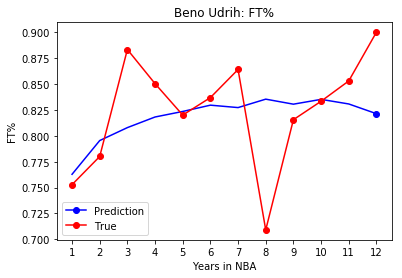 Beno Udrih: FT%
FT%
0.900
0.875
0.850
0.825
0.800
0.775
0.750
0.725
0.700
Prediction
True
1 2 3 4 5 6 7 8 9 10 11 12
Years in NBA